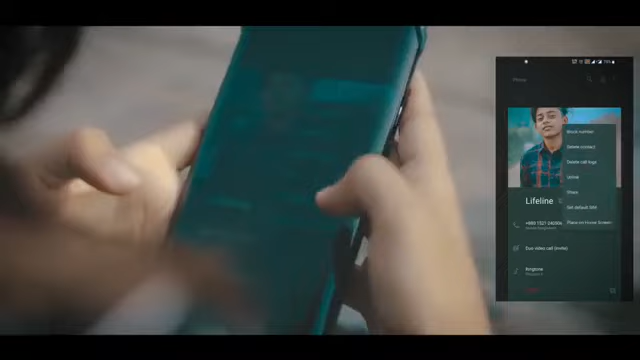 Phone
Block number
Delete contact
Delete call logs
Unlink
Share
Set default SIM
Place on Home Screen
Lifeline
Duo video call (invite)
Ringtone